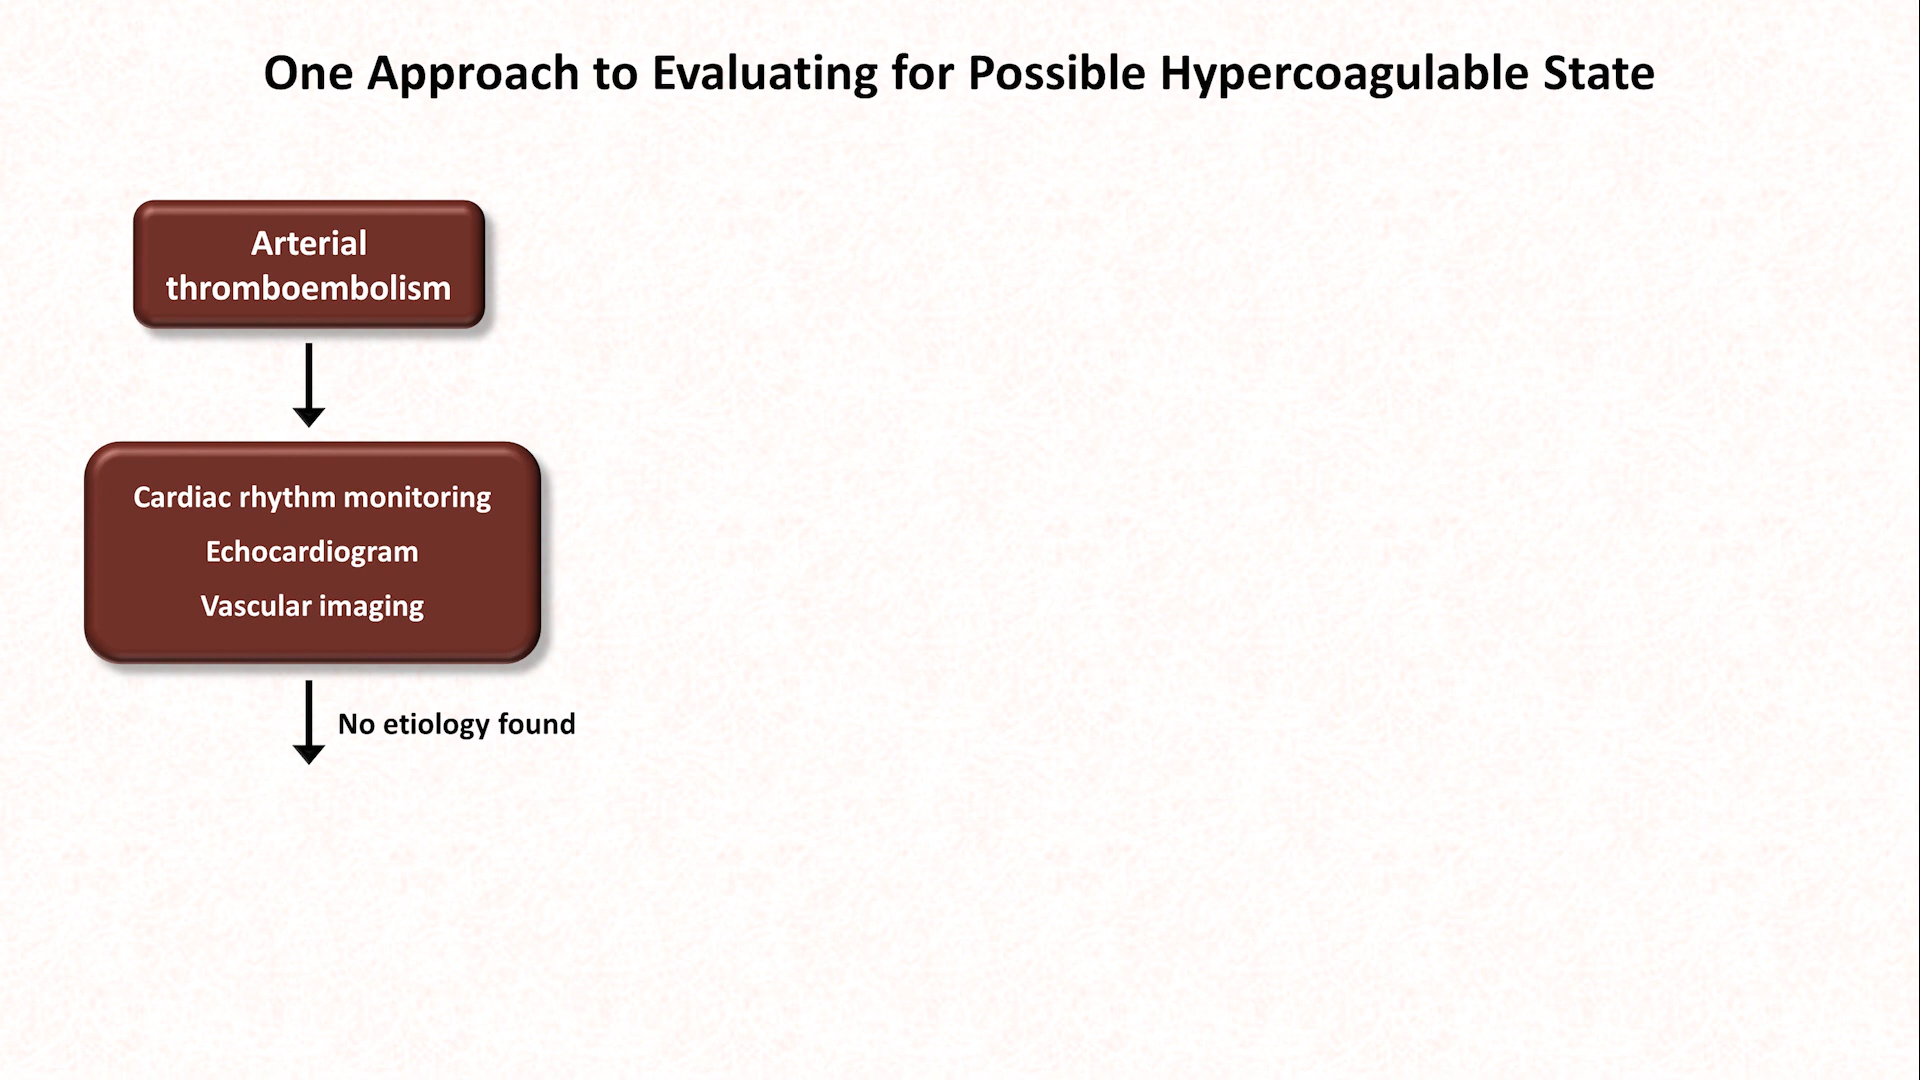 One Approach to Evaluating for Possible Hypercoagulable State
Arterial
thromboembolism
Cardiac rhythm monitoring
Echocardiogram
Vascular imaging
No etiology found